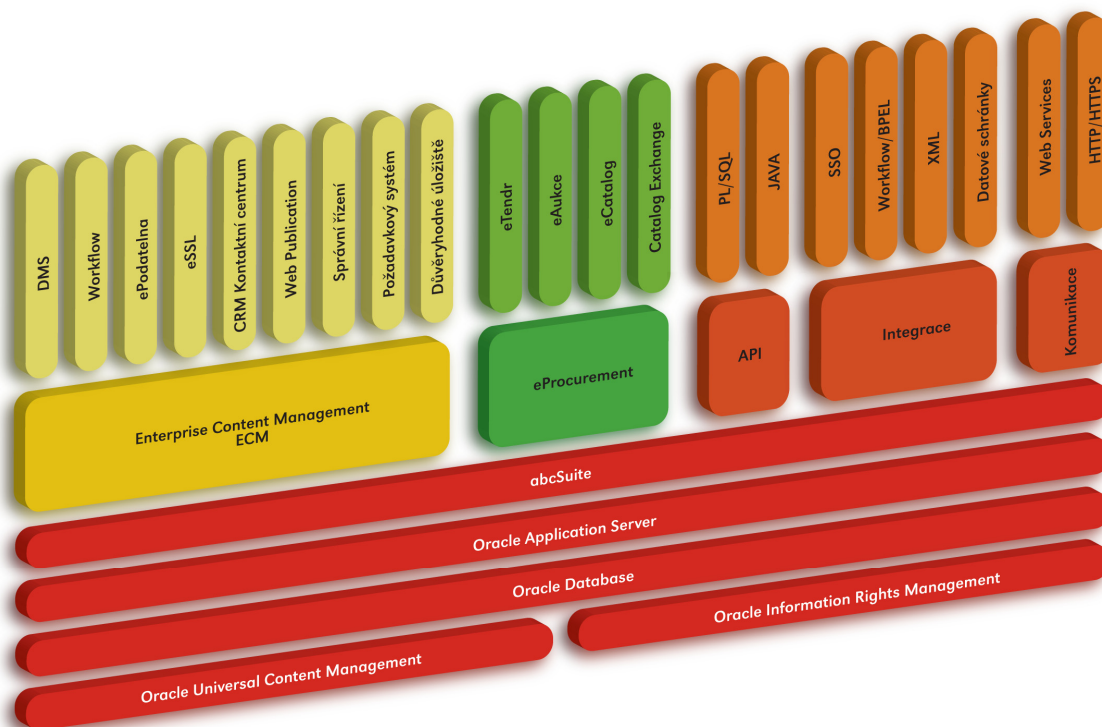 DMS
Workflow
ePodatelna
eSSL
CRM Kontaktní centrum
Web Publication
Správní řízení
Požadavkový systém
Důvěryhodné úložiště
eTendr
eAukce
eCatalog
Catalog Exchange
PL/SQL
JAVA
SSO
Workflow/BPEL
XML
Datové schránky
Web Services
HTTP/HTTPS
Enterprise Content Management
ECM
eProcurement
API
Integrace
Komunikace
abcSuite
Oracle Application Server
Oracle Database
Oracle Universal Content Management
Oracle Information Rights Management